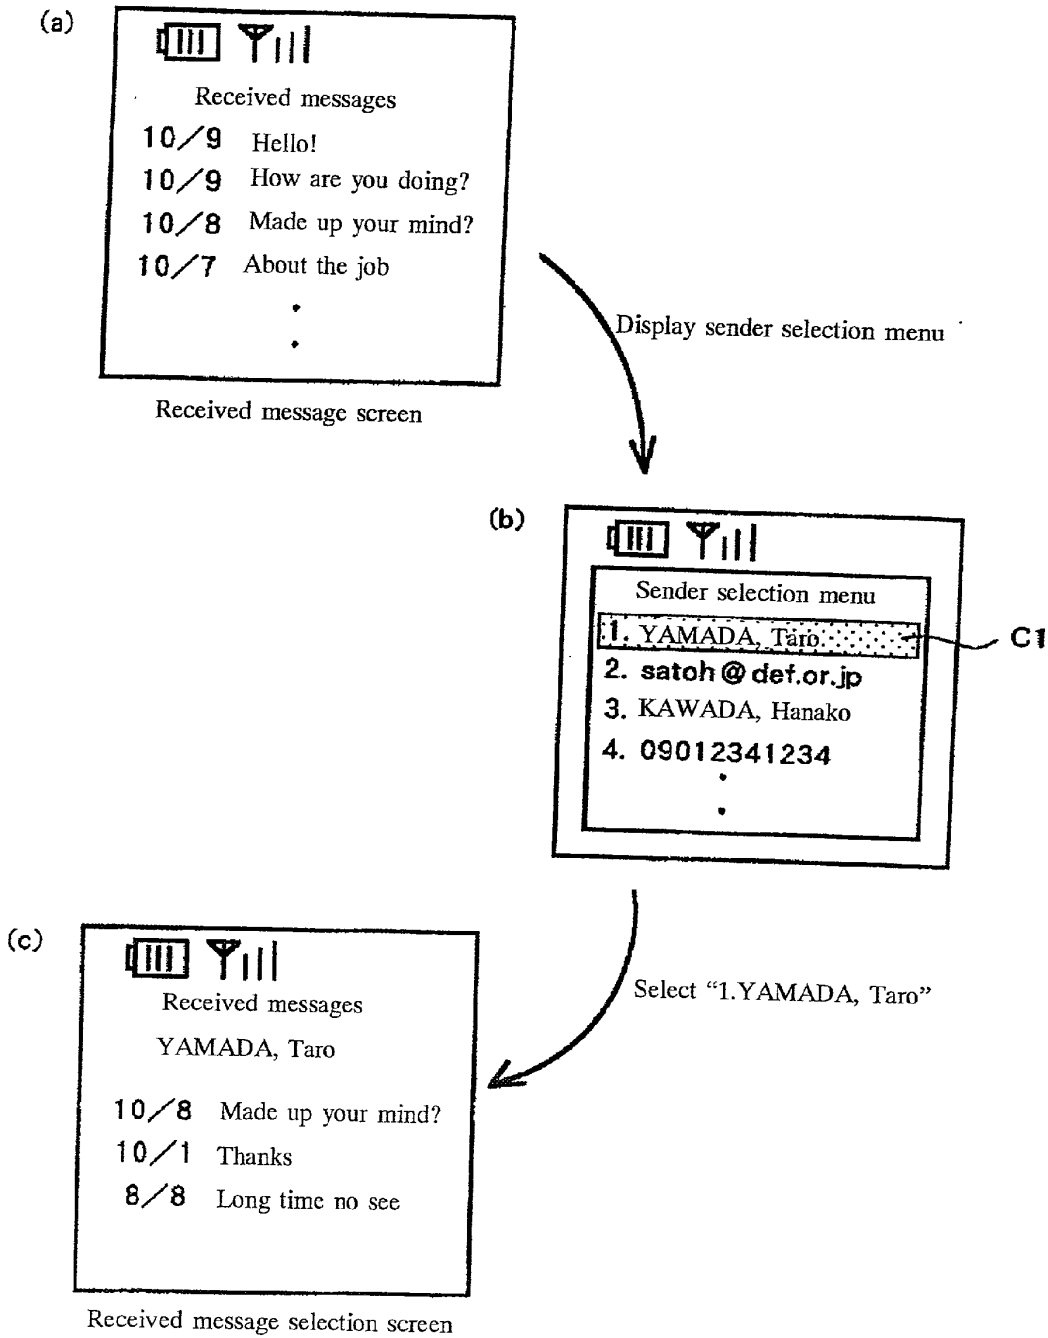 (a)
Received messages
10/9 Hello!
10/9 How are you doing?
10/8 Made up your mind?
10/7 About the job
Received message screen
Display sender selection menu
(b)
Sender selection menu
1. YAMADA, Taro
C1
2. satoh@def.or.jp
3. KAWADA, Hanako
4. 09012341234
Select “1.YAMADA, Taro”
(c)
Received messages
YAMADA, Taro
10/8 Made up your mind?
10/1 Thanks
8/8 Long time no see
Received message selection screen